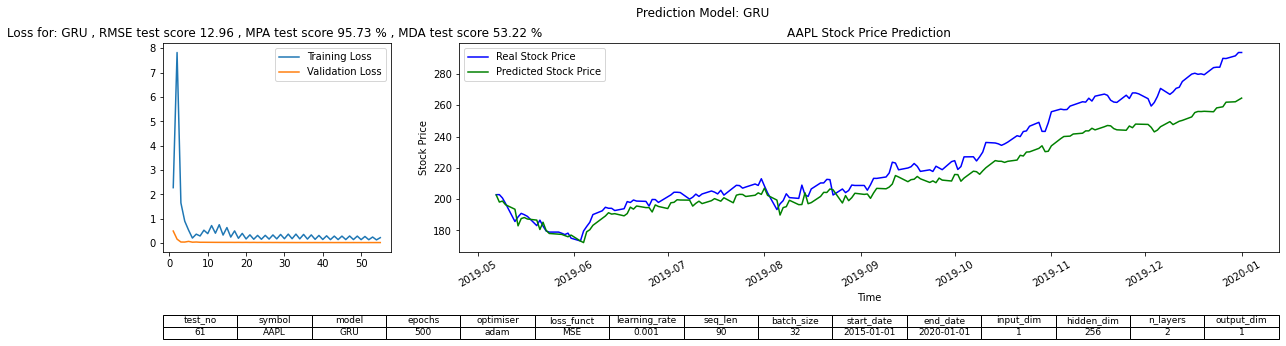 Prediction Model: GRU
Loss for: GRU , RMSE test score 12.96 , MPA test score 95.73 % , MDA test score 53.22 %
AAPL Stock Price Prediction
8
7
6
5
4
3
2
1
0
0 10 20 30 40 50
Training Loss
Validation Loss
Stock Price
280
260
240
220
200
180
Real Stock Price
Predicted Stock Price
2019-05 2019-06 2019-07 2019-08 2019-09 2019-10 2019-11 2019-12 2020-01
Time
test_no symbol model epochs optimiser loss_funct learning_rate seq_len batch_size start_date end_date input_dim hidden_dim n_layers output_dim
61 AAPL GRU 500 adam MSE 0.001 90 32 2015-01-01 2020-01-01 1 256 2 1